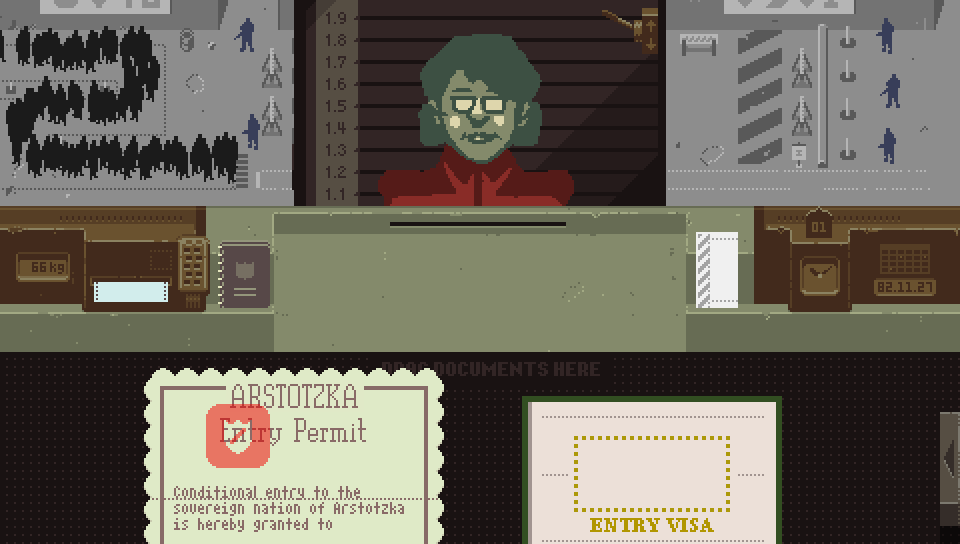 1.9
1.8
1.7
1.6
1.5
1.4
1.3
1.2
1.1
66kg
01
82.11.27
DOCUMENTS HERE
ARSTOTZKA
Entry Permit
Conditional entry to the
sovereign nation of Arstotzka
is hereby granted to
ENTRY VISA